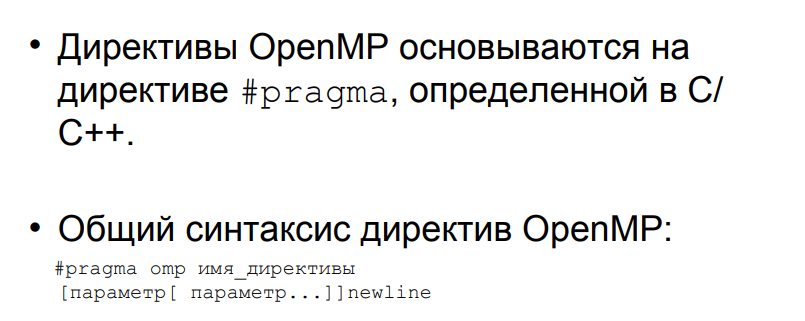 • Директивы OpenMP основываются на
директиве #pragma, определенной в C/
C++.
• Общий синтаксис директив OpenMP:
#pragma omp имя_директивы
[параметр[ параметр...]]newline